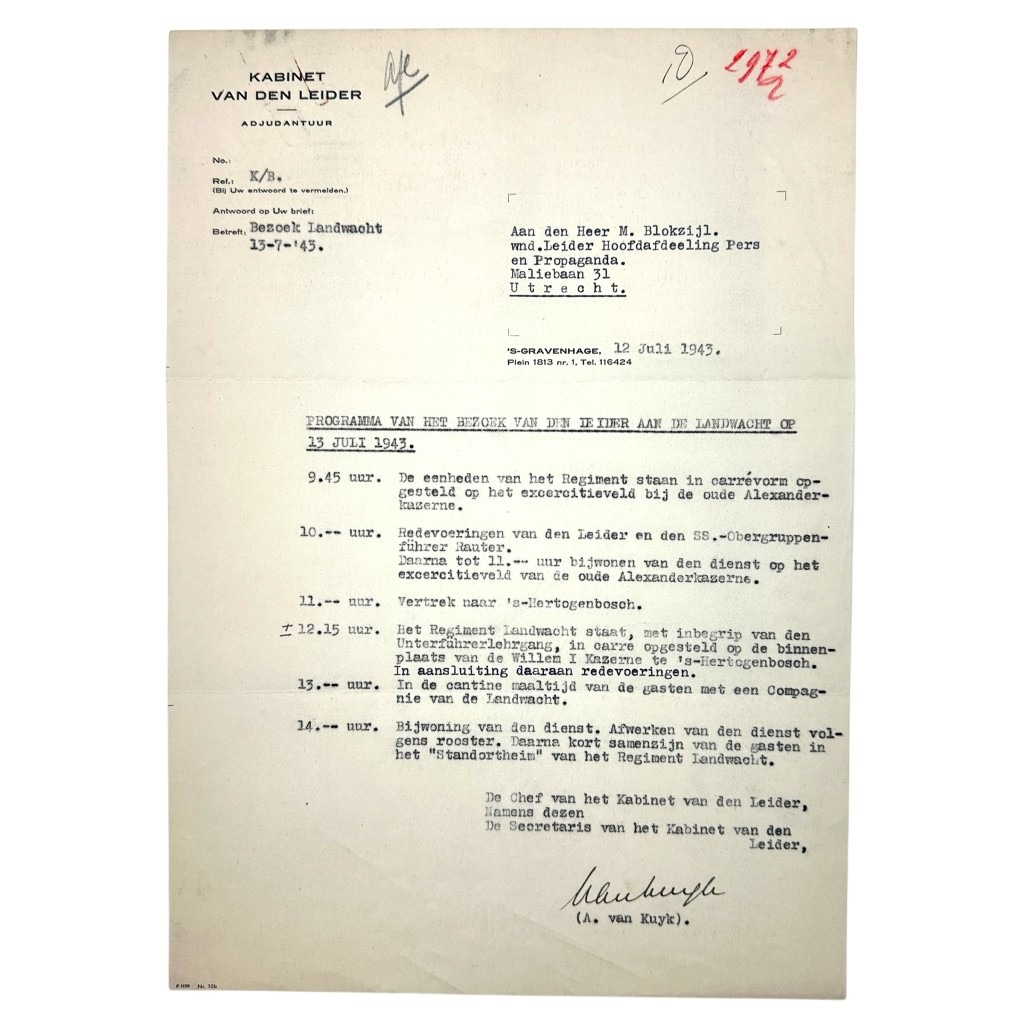 KABINET
VAN DEN LEIDER
ADJUDANTUUR
2972
No.:
Ref.: K/B.
(Bij Uw antwoord te vermelden.)
Antwoord op Uw brief:
Betreft: Bezoek Landwacht
13-7-'43.
Aan den Heer M. Blokzijl.
wnd.Leider Hoofdafdeeling Pers
en Propaganda.
Maliebaan 31
U t r e c h t.
'S-GRAVENHAGE, 12 Juli 1943.
Plein 1813 nr. 1, Tel. 116424
PROGRAMMA VAN HET BEZOEK VAN DEN LEIDER AAN DE LANDWACHT OP
13 JULI 1943.
9.45 uur. De eenheden van het Regiment staan in carrévorm op-
gesteld op het excercitieveld bij de oude Alexander-
kazerne.
10.-- uur. Redevoeringen van den Leider en den SS.-Obergruppen-
führer Rauter.
Daarna tot 11.-- uur bijwonen van den dienst op het
excercitieveld van de oude Alexanderkazerne.
11.-- uur. Vertrek naar 's-Hertogenbosch.
± 12.15 uur. Het Regiment Landwacht staat, met inbegrip van den
Unterführerlehrgang, in carre opgesteld op de binnen-
plaats van de Willem I Kazerne te 's-Hertogenbosch.
In aansluiting daaraan redevoeringen.
13.-- uur. In de cantine maaltijd van de gasten met een Compag-
nie van de Landwacht.
14.-- uur. Bijwoning van den dienst. Afwerken van den dienst vol-
gens rooster. Daarna kort samenzijn van de gasten in
het "Standortheim" van het Regiment Landwacht.
De Chef van het Kabinet van den Leider,
Namens dezen
De Secretaris van het Kabinet van den
Leider,
(A. van Kuyk).